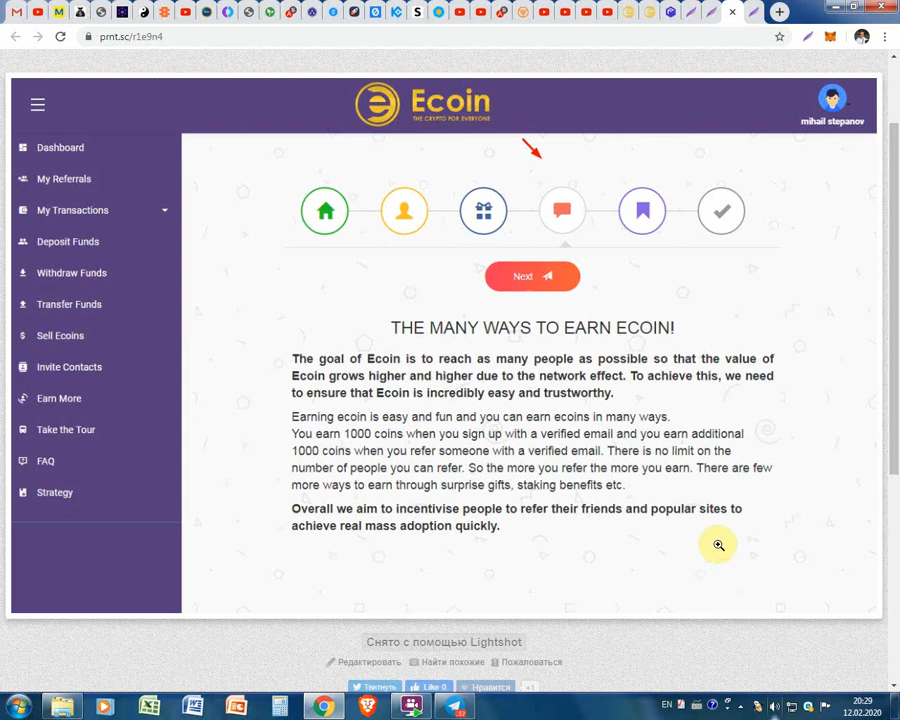 prnt.sc/r1e9n4
Ecoin
THE CRYPTO FOR EVERYONE
mihail stepanov
Dashboard
My Referrals
My Transactions
Deposit Funds
Withdraw Funds
Transfer Funds
Sell Ecoins
Invite Contacts
Earn More
Take the Tour
FAQ
Strategy
Next
THE MANY WAYS TO EARN ECOIN!
The goal of Ecoin is to reach as many people as possible so that the value of
Ecoin grows higher and higher due to the network effect. To achieve this, we need
to ensure that Ecoin is incredibly easy and trustworthy.
Earning ecoin is easy and fun and you can earn ecoins in many ways.
You earn 1000 coins when you sign up with a verified email and you earn additional
1000 coins when you refer someone with a verified email. There is no limit on the
number of people you can refer. So the more you refer the more you earn. There are few
more ways to earn through surprise gifts, staking benefits etc.
Overall we aim to incentivise people to refer their friends and popular sites to
achieve real mass adoption quickly.
Снято с помощью Lightshot
Редактировать Найти похожие Пожаловаться
Твитнуть Like 0 Нравится +1
EN
20:29
12.02.2020